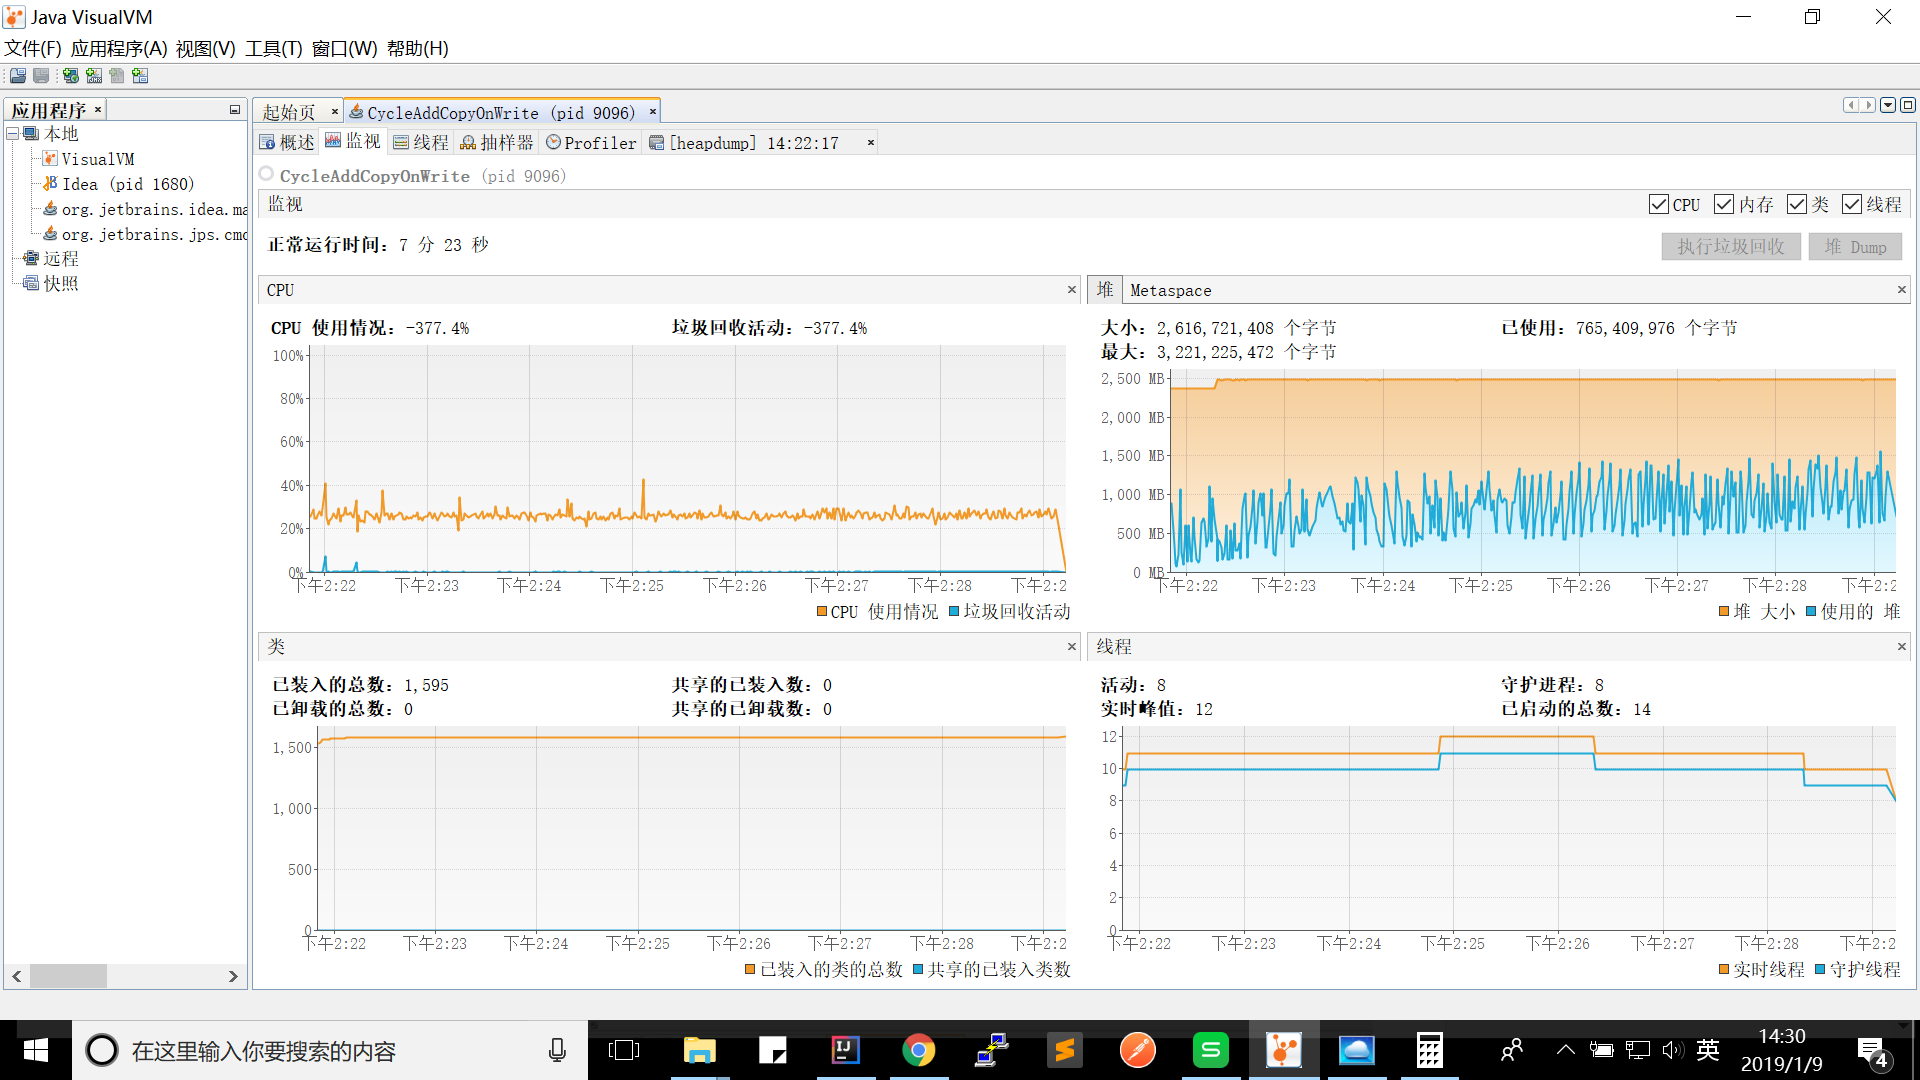 Java VisualVM
文件(F) 应用程序(A) 视图(V) 工具(T) 窗口(W) 帮助(H)
应用程序
本地
VisualVM
Idea (pid 1680)
org.jetbrains.idea.ma
org.jetbrains.jps.cmd
远程
快照
起始页 CycleAddCopyOnWrite (pid 9096)
概述 监视 线程 抽样器 Profiler [heapdump] 14:22:17
CycleAddCopyOnWrite (pid 9096)
监视 CPU 内存 类 线程
正常运行时间: 7 分 23 秒 执行垃圾回收 堆 Dump
CPU
CPU 使用情况: -377.4% 垃圾回收活动: -377.4%
100%
80%
60%
40%
20%
0%
下午2:22 下午2:23 下午2:24 下午2:25 下午2:26 下午2:27 下午2:28 下午2:2
CPU 使用情况 垃圾回收活动
堆 Metaspace
大小: 2,616,721,408 个字节 已使用: 765,409,976 个字节
最大: 3,221,225,472 个字节
2,500 MB
2,000 MB
1,500 MB
1,000 MB
500 MB
0 MB
下午2:22 下午2:23 下午2:24 下午2:25 下午2:26 下午2:27 下午2:28 下午2:2
堆 大小 使用的 堆
类
已装入的总数: 1,595 共享的已装入数: 0
已卸载的总数: 0 共享的已卸载数: 0
1,500
1,000
500
0
下午2:22 下午2:23 下午2:24 下午2:25 下午2:26 下午2:27 下午2:28 下午2:2
已装入的类的总数 共享的已装入类数
线程
活动: 8 守护进程: 8
实时峰值: 12 已启动的总数: 14
12
10
8
6
4
2
0
下午2:22 下午2:23 下午2:24 下午2:25 下午2:26 下午2:27 下午2:28 下午2:2
实时线程 守护线程
在这里输入你要搜索的内容
IJ
S
英
14:30
2019/1/9
4